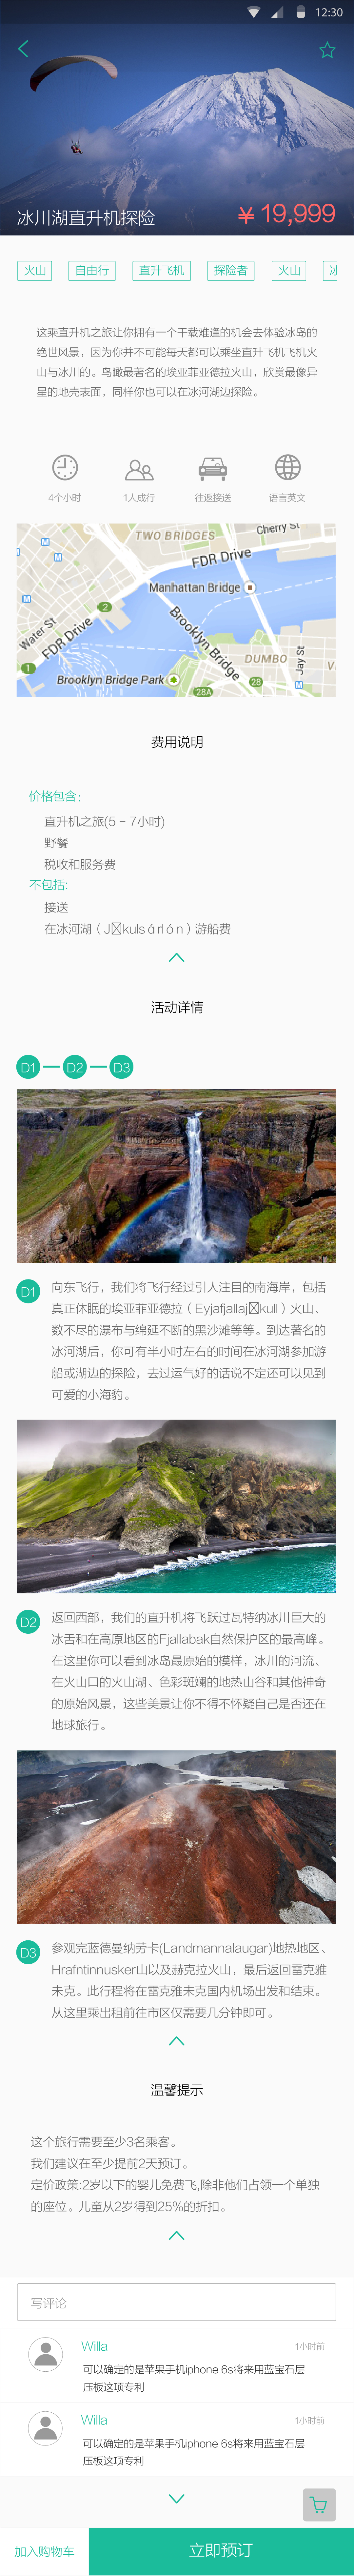 12:30
冰川湖直升机探险
¥ 19,999
火山 自由行 直升飞机 探险者 火山 冰
这乘直升机之旅让你拥有一个千载难逢的机会去体验冰岛的
绝世风景，因为你并不可能每天都可以乘坐直升机飞机火
山与冰川的。鸟瞰最著名的埃亚菲亚德拉火山，欣赏最像异
星的地壳表面，同样你也可以在冰河湖边探险。
4个小时 1人成行 往返接送 语言英文
TWO BRIDGES
Cherry St
FDR Drive
Manhattan Bridge
2
Water St
FDR Drive
Brooklyn Bridge
DUMBO
Jay St
V
1
Brooklyn Bridge Park
28
28A
费用说明
价格包含：
直升机之旅(5 - 7小时)
野餐
税收和服务费
不包括:
接送
在冰河湖（J☒kulsárlón）游船费
活动详情
D1 D2 D3
D1
向东飞行，我们将飞行经过引人注目的南海岸，包括
真正休眠的埃亚菲亚德拉（Eyjafjallaj☒kull）火山、
数不尽的瀑布与绵延不断的黑沙滩等等。到达著名的
冰河湖后，你可有半小时左右的时间在冰河参加游
船或湖边的探险，去过运气好的话说不定还可以见到
可爱的小海豹。
D2
返回西部，我们的直升机将飞跃过瓦特纳冰川巨大的
冰舌和在高原地区的Fjallabak自然保护区的最高峰。
在这里你可以看到冰岛最原始的模样，冰川的河流、
在火山口的火山湖、色彩斑斓的地热山谷和其他神奇
的原始风景，这些美景让你不得不怀疑自己是否还在
地球旅行。
D3
参观完蓝德曼纳劳卡(Landmannalaugar)地热地区、
Hrafntinnusker山以及赫克拉火山，最后返回雷克雅
未克。此行程将在雷克雅未克国内机场出发和结束。
从这里乘出租前往市区仅需要几分钟即可。
温馨提示
这个旅行需要至少3名乘客。
我们建议在至少提前2天预订。
定价政策:2岁以下的婴儿免费飞,除非他们占领一个单独
的座位。儿童从2岁得到25%的折扣。
写评论
Willa 1小时前
可以确定的是苹果手机iphone 6s将来用蓝宝石层
压板这项专利
Willa 1小时前
可以确定的是苹果手机iphone 6s将来用蓝宝石层
压板这项专利
加入购物车 立即预订